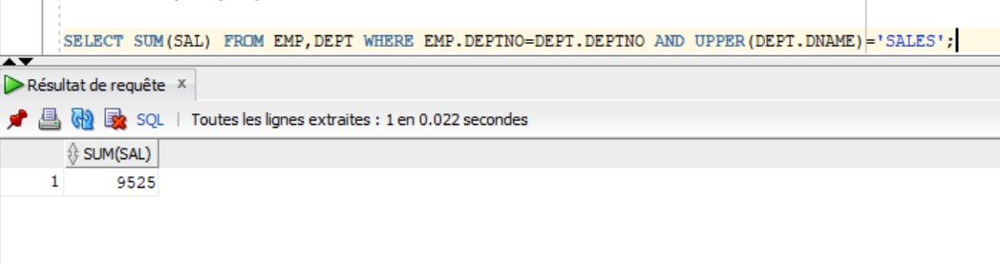 SELECT SUM(SAL) FROM EMP,DEPT WHERE EMP.DEPTNO=DEPT.DEPTNO AND UPPER(DEPT.DNAME)='SALES';
Résultat de requête x
SQL | Toutes les lignes extraites : 1 en 0.022 secondes
SUM(SAL)
1 9525